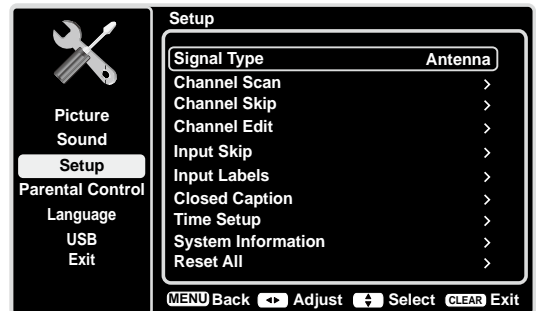 Setup
Picture
Sound
Setup
Parental Control
Language
USB
Exit
Signal Type Antenna
Channel Scan >
Channel Skip >
Channel Edit >
Input Skip >
Input Labels >
Closed Caption >
Time Setup >
System Information >
Reset All >
MENU Back Adjust Select CLEAR Exit